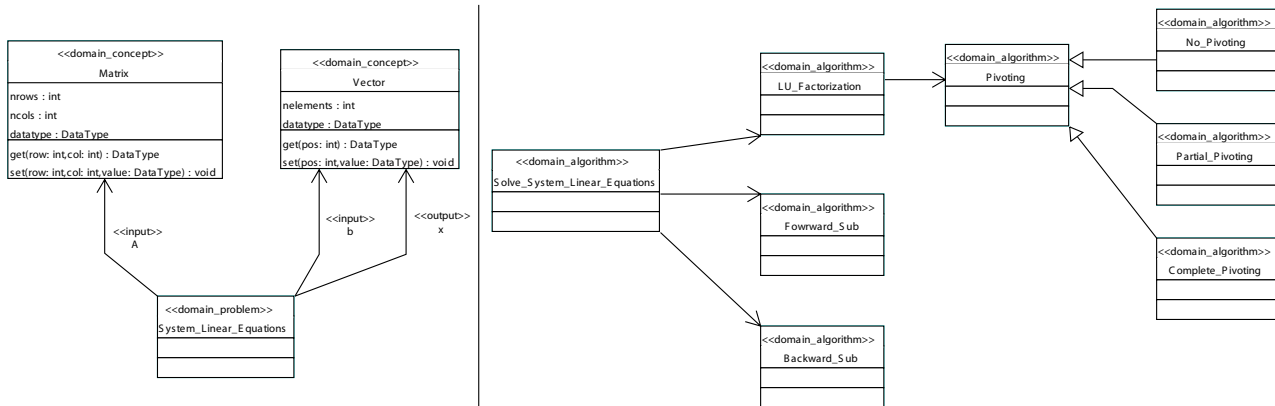 <<domain_concept>>
Matrix
nrows : int
ncols : int
datatype : DataType
get(row: int,col: int) : DataType
set(row: int,col: int,value: DataType) : void
<<domain_concept>>
Vector
nelements : int
datatype : DataType
get(pos: int) : DataType
set(pos: int,value: DataType) : void
<<input>>
A
<<input>>
b
<<output>>
x
<<domain_problem>>
System_Linear_Equations
<<domain_algorithm>>
Solve_System_Linear_Equations
<<domain_algorithm>>
LU_Factorization
<<domain_algorithm>>
Fowrward_Sub
<<domain_algorithm>>
Backward_Sub
<<domain_algorithm>>
Pivoting
<<domain_algorithm>>
No_Pivoting
<<domain_algorithm>>
Partial_Pivoting
<<domain_algorithm>>
Complete_Pivoting